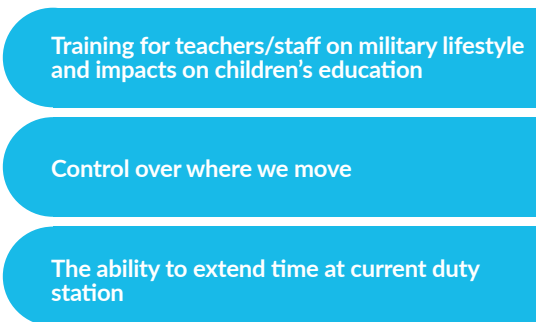 Training for teachers/staff on military lifestyle
and impacts on children's education
Control over where we move
The ability to extend time at current duty
station